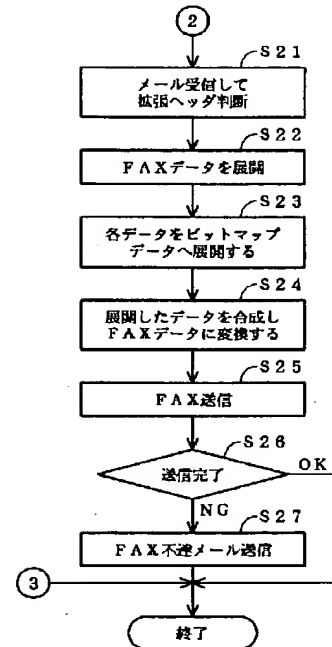 2
S21
メール受信して
拡張ヘッダ判断
S22
FAXデータを展開
S23
各データをビットマップ
データへ展開する
S24
展開したデータを合成し
FAXデータに変換する
S25
FAX送信
S26
送信完了
OK
NG
S27
FAX不達メール送信
3
終了